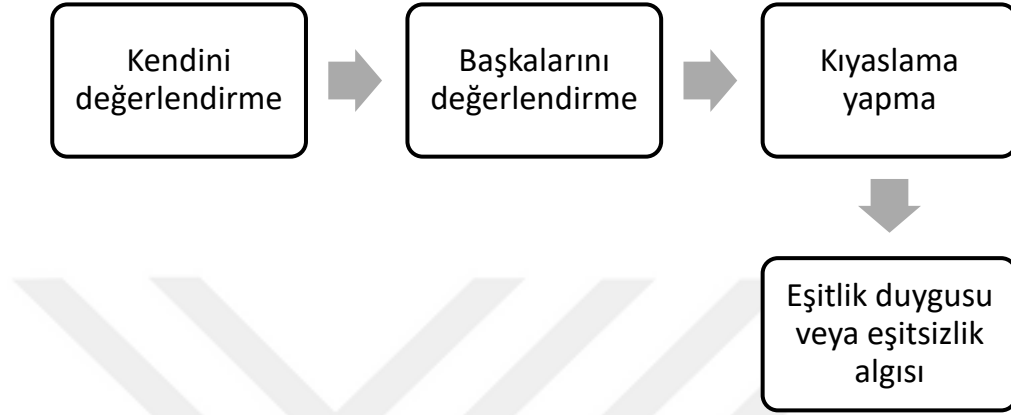 Kendini
değerlendirme
Başkalarını
değerlendirme
Kıyaslama
yapma
Eşitlik duygusu
veya eşitsizlik
algısı